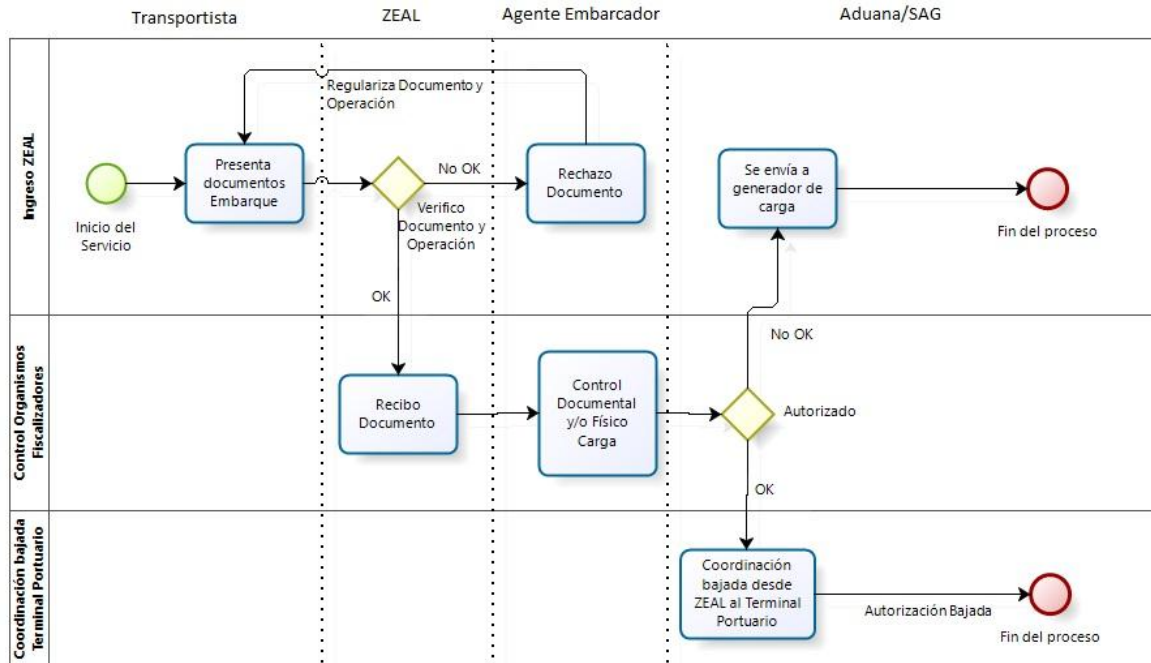 Transportista
ZEAL
Agente Embarcador
Aduana/SAG
Ingreso ZEAL
Regulariza Documento y
Operación
Inicio del
Servicio
Presenta
documentos
Embarque
No OK
Verifico
Documento y
Operación
Rechazo
Documento
Se envía a
generador de
carga
Fin del proceso
OK
No OK
Control Organismos
Fiscalizadores
Recibo
Documento
Control
Documental
y/o Físico
Carga
Autorizado
OK
Coordinación bajada
Terminal Portuario
Coordinación
bajada desde
ZEAL al Terminal
Portuario
Autorización Bajada
Fin del proceso